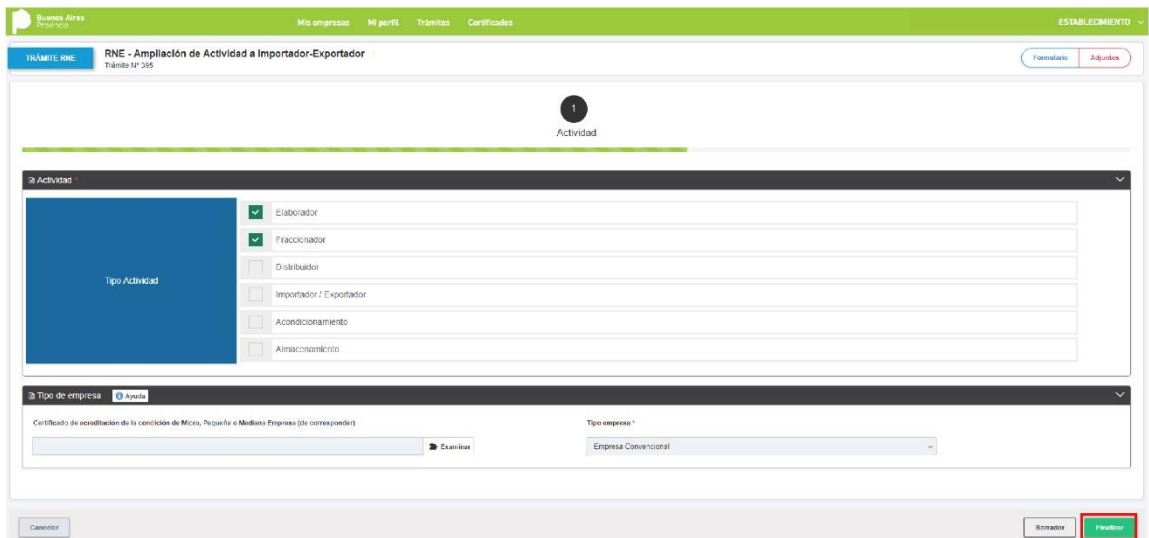 Buenos Aires
Provincia
Mis empresas Mi perfil Trámites Certificados
ESTABLECIMIENTO
TRÁMITE RNE
RNE - Ampliación de Actividad a Importador-Exportador
Trámite N° 395
Formulario Adjuntos
1
Actividad
Actividad *
Tipo Actividad
Elaborador
Fraccionador
Distribuidor
Importador / Exportador
Acondicionamiento
Almacenamiento
Tipo de empresa Ayuda
Certificado de acreditación de la condición de Micro, Pequeña o Mediana Empresa (de corresponder)
Tipo empresa *
Examinar
Empresa Convencional
Cancelar
Borrador
Finalizar